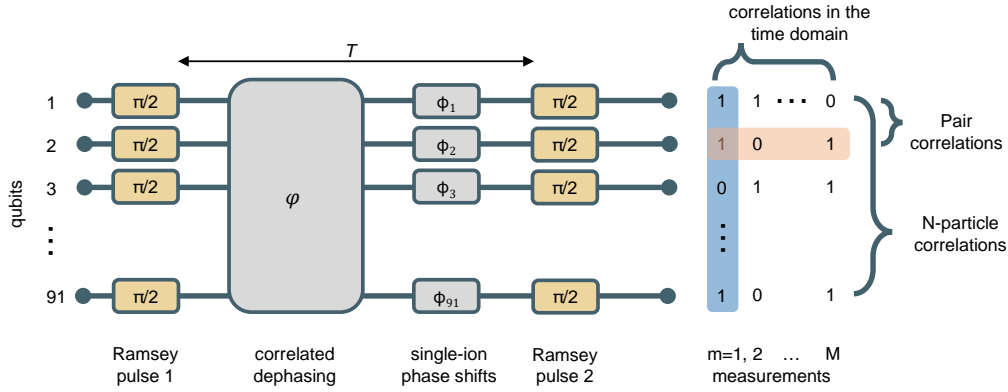 correlations in the
time domain
T
qubits
1 π/2 ϕ1 π/2 1 1 ··· 0
2 π/2 ϕ2 π/2 1 0 1
3 π/2 φ ϕ3 π/2 0 1 1
⋮ ⋮
91 π/2 ϕ91 π/2 1 0 1
Pair
correlations
N-particle
correlations
Ramsey
pulse 1
correlated
dephasing
single-ion
phase shifts
Ramsey
pulse 2
m=1, 2 ... M
measurements